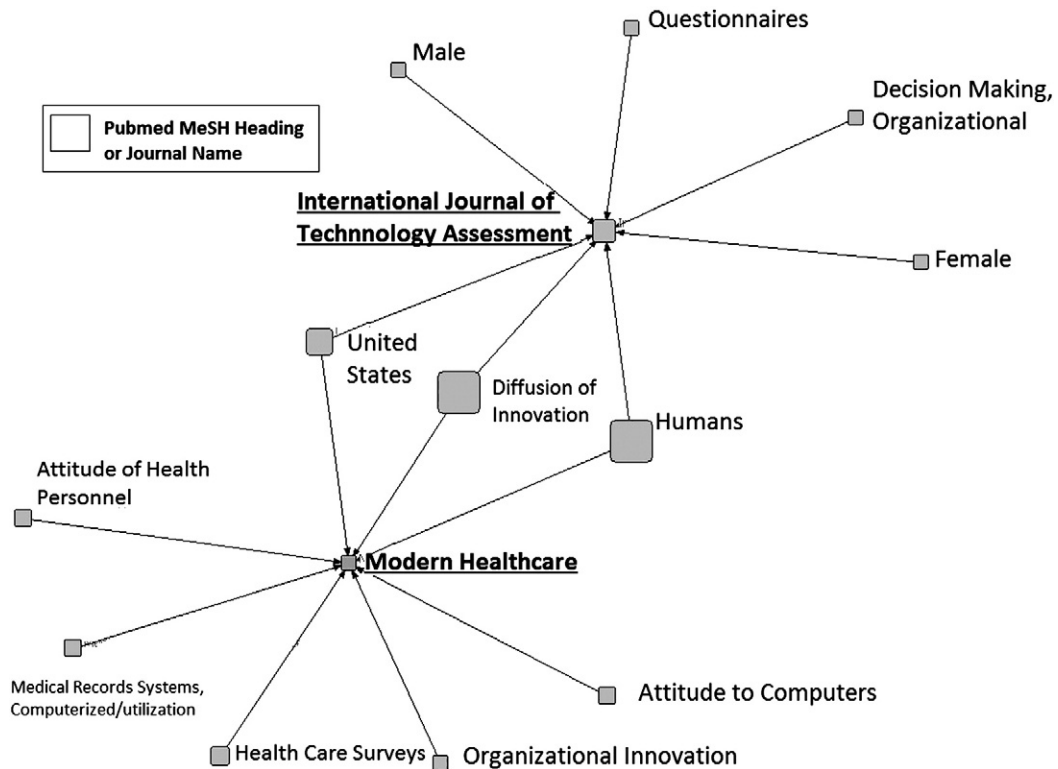 Questionnaires
Male
Decision Making,
Organizational
Pubmed MeSH Heading
or Journal Name
International Journal of
Technnology Assessment
Female
United
States
Diffusion of
Innovation
Humans
Attitude of Health
Personnel
Modern Healthcare
Medical Records Systems,
Computerized/utilization
Attitude to Computers
Health Care Surveys
Organizational Innovation